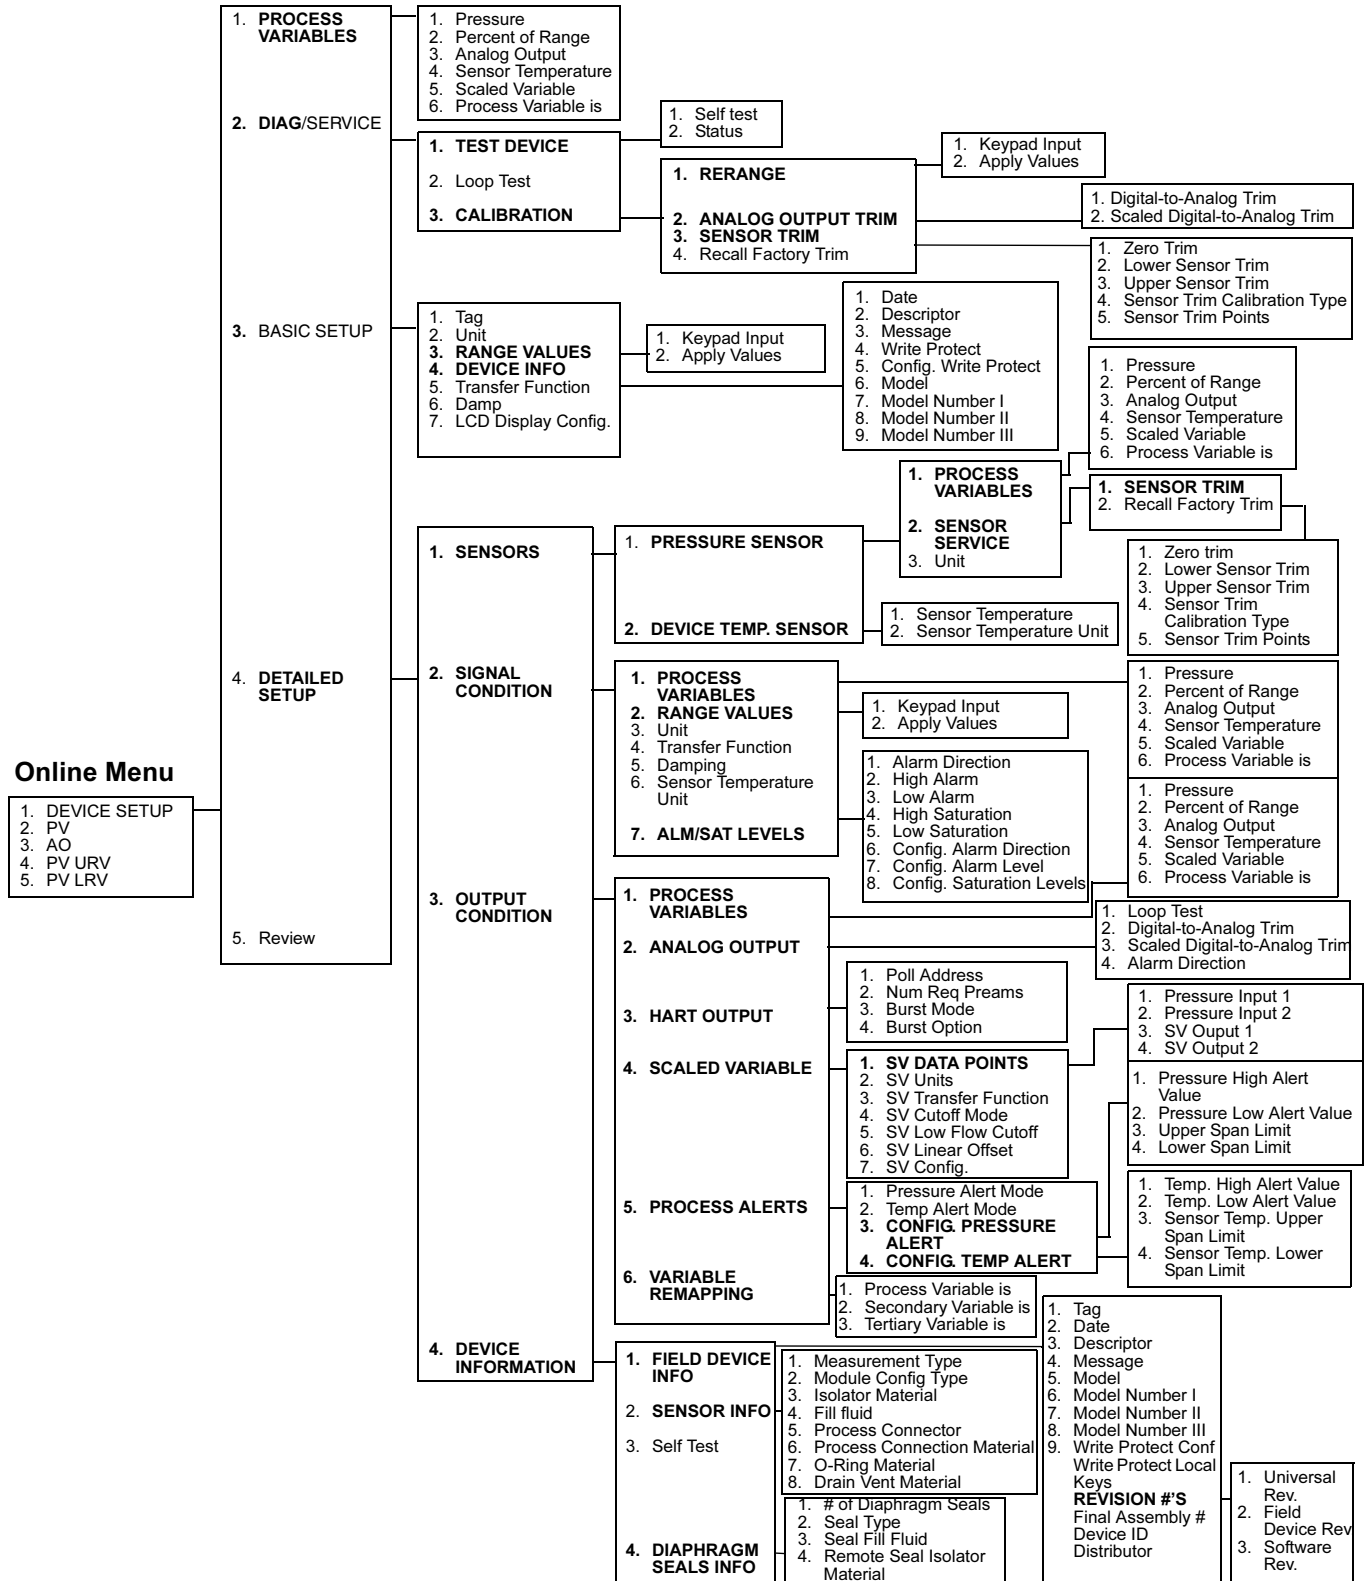 1. PROCESS
VARIABLES
2. DIAG/SERVICE
3. BASIC SETUP
4. DETAILED
SETUP
5. Review
1. Pressure
2. Percent of Range
3. Analog Output
4. Sensor Temperature
5. Scaled Variable
6. Process Variable is
1. TEST DEVICE
2. Loop Test
3. CALIBRATION
1. Self test
2. Status
1. RERANGE
2. ANALOG OUTPUT TRIM
3. SENSOR TRIM
4. Recall Factory Trim
1. Keypad Input
2. Apply Values
1. Digital-to-Analog Trim
2. Scaled Digital-to-Analog Trim
1. Zero Trim
2. Lower Sensor Trim
3. Upper Sensor Trim
4. Sensor Trim Calibration Type
5. Sensor Trim Points
1. Tag
2. Unit
3. RANGE VALUES
4. DEVICE INFO
5. Transfer Function
6. Damp
7. LCD Display Config.
1. Keypad Input
2. Apply Values
1. Date
2. Descriptor
3. Message
4. Write Protect
5. Config. Write Protect
6. Model
7. Model Number I
8. Model Number II
9. Model Number III
1. Pressure
2. Percent of Range
3. Analog Output
4. Sensor Temperature
5. Scaled Variable
6. Process Variable is
1. PROCESS
VARIABLES
2. SENSOR
SERVICE
3. Unit
1. SENSOR TRIM
2. Recall Factory Trim
1. SENSORS
2. SIGNAL
CONDITION
3. OUTPUT
CONDITION
4. DEVICE
INFORMATION
1. PRESSURE SENSOR
2. DEVICE TEMP. SENSOR
1. Sensor Temperature
2. Sensor Temperature Unit
1. Zero trim
2. Lower Sensor Trim
3. Upper Sensor Trim
4. Sensor Trim
Calibration Type
5. Sensor Trim Points
1. PROCESS
VARIABLES
2. RANGE VALUES
3. Unit
4. Transfer Function
5. Damping
6. Sensor Temperature
Unit
7. ALM/SAT LEVELS
1. Keypad Input
2. Apply Values
1. Pressure
2. Percent of Range
3. Analog Output
4. Sensor Temperature
5. Scaled Variable
6. Process Variable is
1. Alarm Direction
2. High Alarm
3. Low Alarm
4. High Saturation
5. Low Saturation
6. Config. Alarm Direction
7. Config. Alarm Level
8. Config. Saturation Levels
1. Pressure
2. Percent of Range
3. Analog Output
4. Sensor Temperature
5. Scaled Variable
6. Process Variable is
Online Menu
1. DEVICE SETUP
2. PV
3. AO
4. PV URV
5. PV LRV
1. PROCESS
VARIABLES
2. ANALOG OUTPUT
3. HART OUTPUT
4. SCALED VARIABLE
5. PROCESS ALERTS
6. VARIABLE
REMAPPING
1. Loop Test
2. Digital-to-Analog Trim
3. Scaled Digital-to-Analog Trim
4. Alarm Direction
1. Poll Address
2. Num Req Preams
3. Burst Mode
4. Burst Option
1. Pressure Input 1
2. Pressure Input 2
3. SV Ouput 1
4. SV Output 2
1. SV DATA POINTS
2. SV Units
3. SV Transfer Function
4. SV Cutoff Mode
5. SV Low Flow Cutoff
6. SV Linear Offset
7. SV Config.
1. Pressure High Alert
Value
2. Pressure Low Alert Value
3. Upper Span Limit
4. Lower Span Limit
1. Pressure Alert Mode
2. Temp Alert Mode
3. CONFIG. PRESSURE
ALERT
4. CONFIG. TEMP ALERT
1. Temp. High Alert Value
2. Temp. Low Alert Value
3. Sensor Temp. Upper
Span Limit
4. Sensor Temp. Lower
Span Limit
1. Process Variable is
2. Secondary Variable is
3. Tertiary Variable is
1. FIELD DEVICE
INFO
2. SENSOR INFO
3. Self Test
4. DIAPHRAGM
SEALS INFO
1. Measurement Type
2. Module Config Type
3. Isolator Material
4. Fill fluid
5. Process Connector
6. Process Connection Material
7. O-Ring Material
8. Drain Vent Material
1. # of Diaphragm Seals
2. Seal Type
3. Seal Fill Fluid
4. Remote Seal Isolator
Material
1. Tag
2. Date
3. Descriptor
4. Message
5. Model
6. Model Number I
7. Model Number II
8. Model Number III
9. Write Protect Conf
Write Protect Local
Keys
REVISION #'S
Final Assembly #
Device ID
Distributor
1. Universal
Rev.
2. Field
Device Rev
3. Software
Rev.